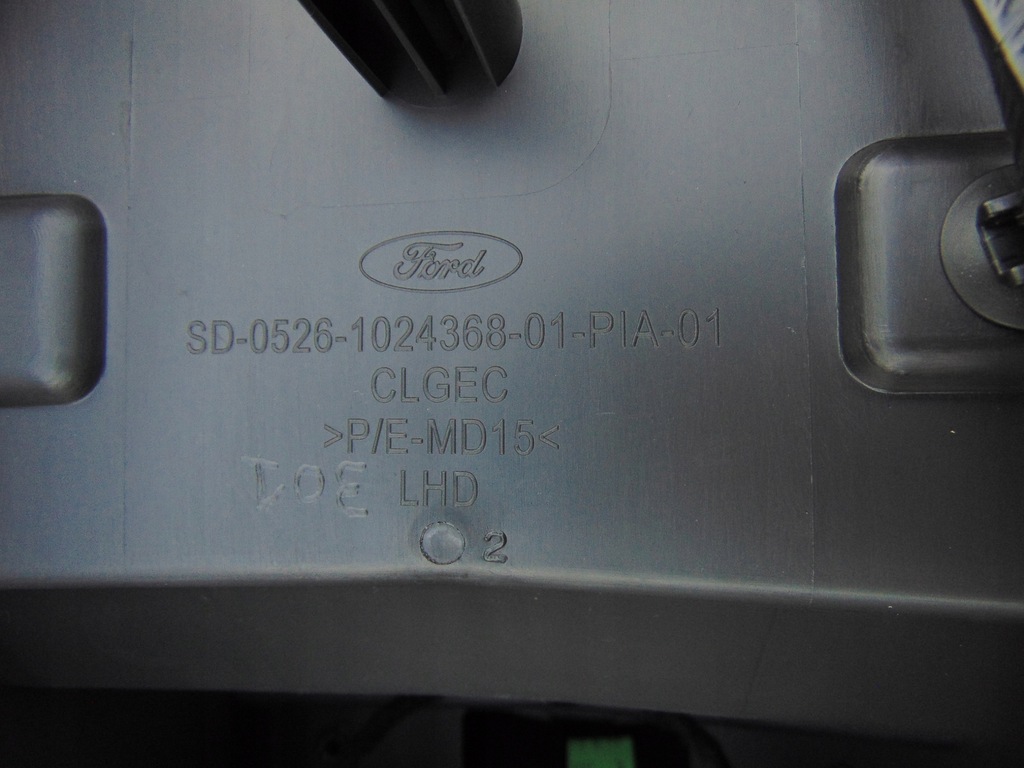 Ford
SD-0526-1024368-01-PIA-01
CLGEC
>P/E-MD15<
LHD
2